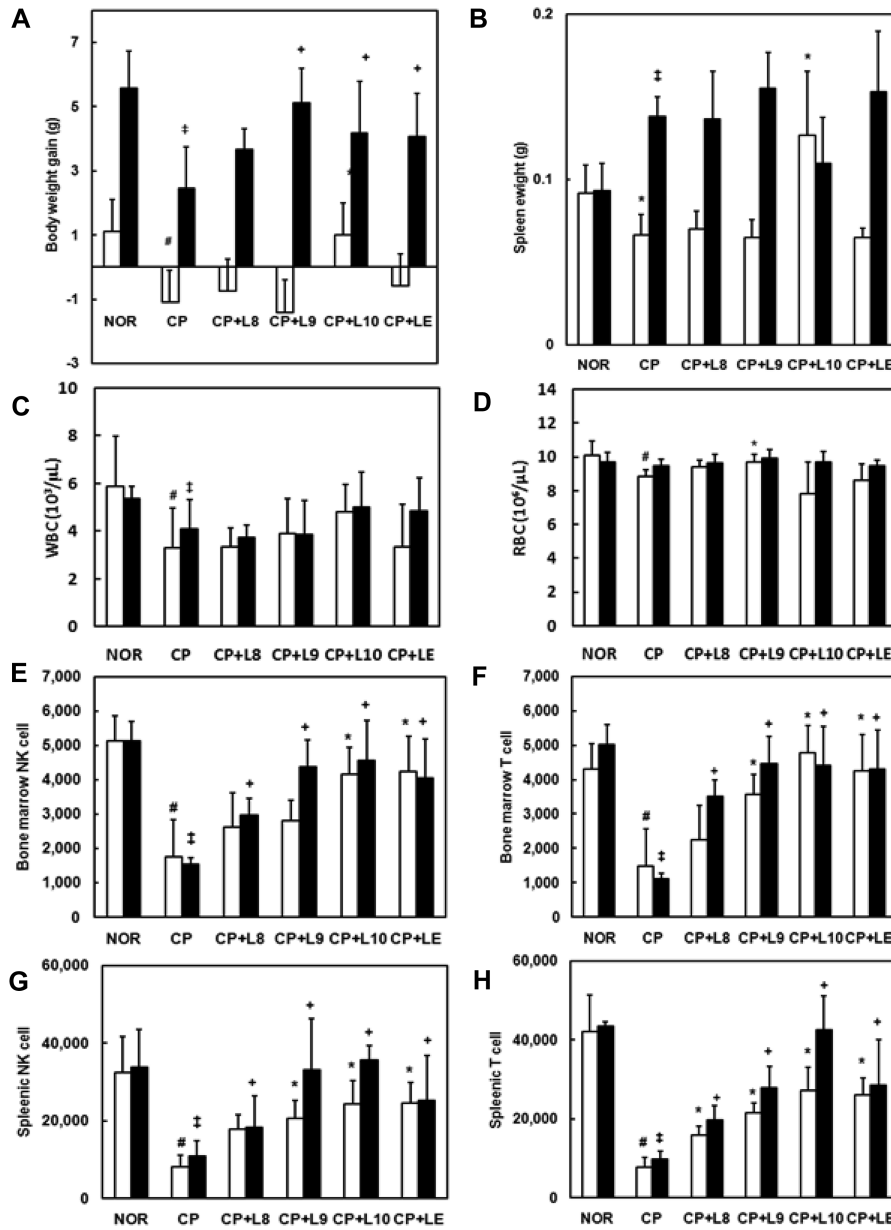 A
Body weight gain (g)
7
5
3
1
-1
-3
‡
#
+
*
+
+
NOR CP CP+L8 CP+L9 CP+L10 CP+LE
B
Spleen ewight (g)
0.2
0.1
0
*
‡
*
NOR CP CP+L8 CP+L9 CP+L10 CP+LE
C
WBC (10³/µL)
10
8
6
4
2
0
#
‡
NOR CP CP+L8 CP+L9 CP+L10 CP+LE
D
RBC (10⁶/µL)
14
12
10
8
6
4
2
0
#
*
NOR CP CP+L8 CP+L9 CP+L10 CP+LE
E
Bone marrow NK cell
7,000
6,000
5,000
4,000
3,000
2,000
1,000
0
# ‡ + + * + * +
NOR CP CP+L8 CP+L9 CP+L10 CP+LE
F
Bone marrow T cell
7,000
6,000
5,000
4,000
3,000
2,000
1,000
0
# ‡ + * + * + * +
NOR CP CP+L8 CP+L9 CP+L10 CP+LE
G
Spleenic NK cell
60,000
40,000
20,000
0
# ‡ + * + * + * +
NOR CP CP+L8 CP+L9 CP+L10 CP+LE
H
Spleenic T cell
60,000
40,000
20,000
0
# ‡ * + * + * + * +
NOR CP CP+L8 CP+L9 CP+L10 CP+LE